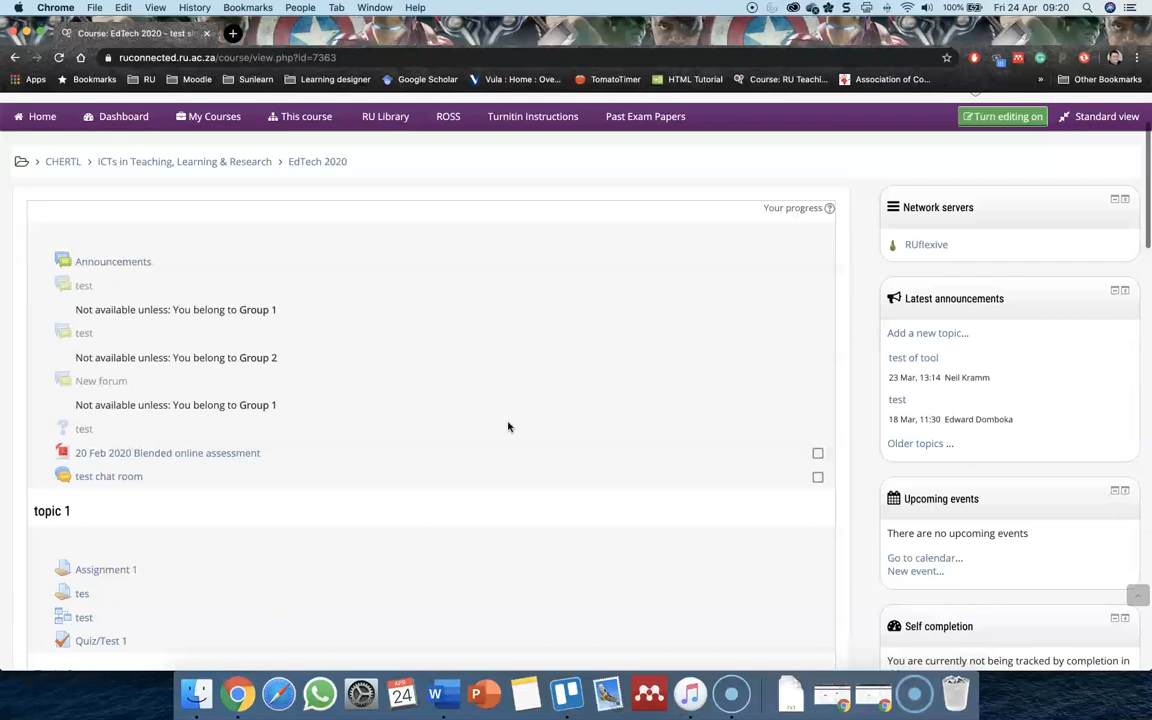 Chrome File Edit View History Bookmarks People Tab Window Help 100% Fri 24 Apr 09:20
Course: EdTech 2020 - test si
ruconnected.ru.ac.za/course/view.php?id=7363
Apps Bookmarks RU Moodle Sunlearn Learning designer Google Scholar Vula : Home : Ove... TomatoTimer HTML Tutorial Course: RU Teachi... Association of Co... » Other Bookmarks
Home Dashboard My Courses This course RU Library ROSS Turnitin Instructions Past Exam Papers Turn editing on Standard view
CHERTL > ICTs in Teaching, Learning & Research > EdTech 2020
Your progress
Announcements
test
Not available unless: You belong to Group 1
test
Not available unless: You belong to Group 2
New forum
Not available unless: You belong to Group 1
test
20 Feb 2020 Blended online assessment
test chat room
topic 1
Assignment 1
tes
test
Quiz/Test 1
Network servers
RUflexive
Latest announcements
Add a new topic...
test of tool
23 Mar, 13:14 Neil Kramm
test
18 Mar, 11:30 Edward Domboka
Older topics ...
Upcoming events
There are no upcoming events
Go to calendar...
New event...
Self completion
You are currently not being tracked by completion in
APR
24
W
P
TXT